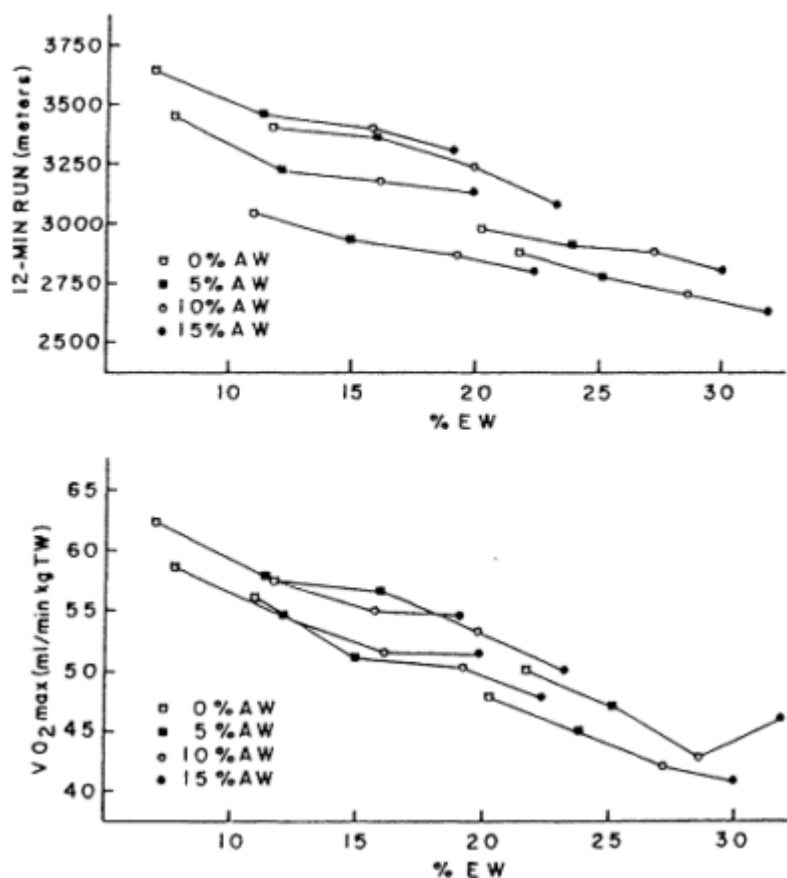 3750
3500
3250
3000
2750
2500
12-MIN RUN (meters)
0% AW
5% AW
10% AW
15% AW
10 15 20 25 30
% EW
65
60
55
50
45
40
VO2 max (ml/min kg TW)
0% AW
5% AW
10% AW
15% AW
10 15 20 25 30
% EW